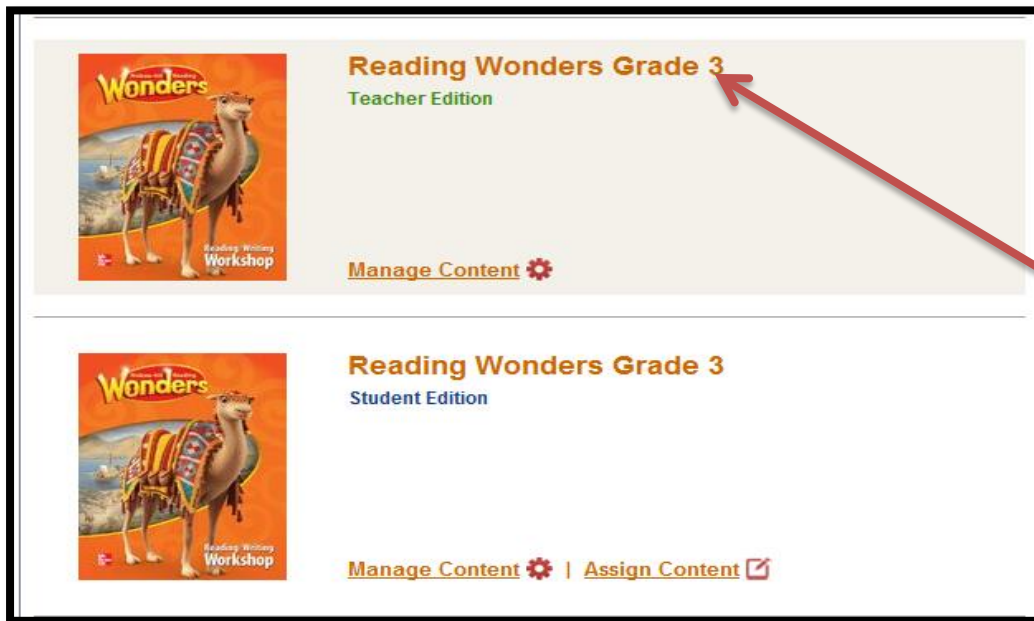 Reading Wonders Grade 3
Teacher Edition
Wonders
Reading/Writing
Workshop
Manage Content
Reading Wonders Grade 3
Student Edition
Wonders
Reading/Writing
Workshop
Manage Content | Assign Content